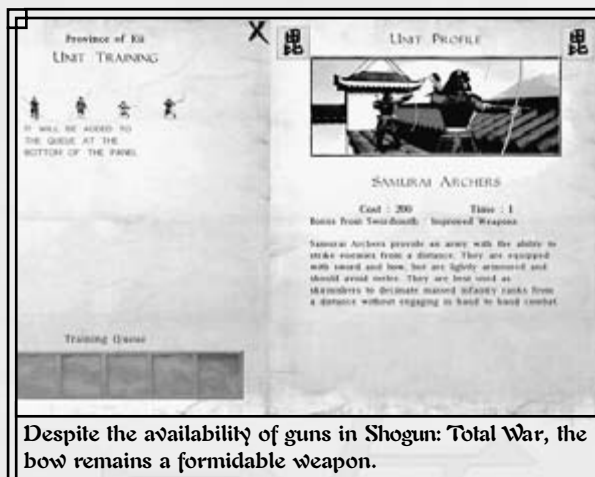 Province of Kii
UNIT TRAINING
IT WILL BE ADDED TO
THE QUEUE AT THE
BOTTOM OF THE PANEL
Training Queue
X
UNIT PROFILE
SAMURAI ARCHERS
Cost : 200 Time : 1
Bonus from Swordsmith : Improved Weapons
Samurai Archers provide an army with the ability to
strike enemies from a distance. They are equipped
with sword and bow, but are lightly armoured and
should avoid melee. They are best used as
skirmishers to decimate massed infantry ranks from
a distance without engaging in hand to hand combat.
Despite the availability of guns in Shogun: Total War, the
bow remains a formidable weapon.